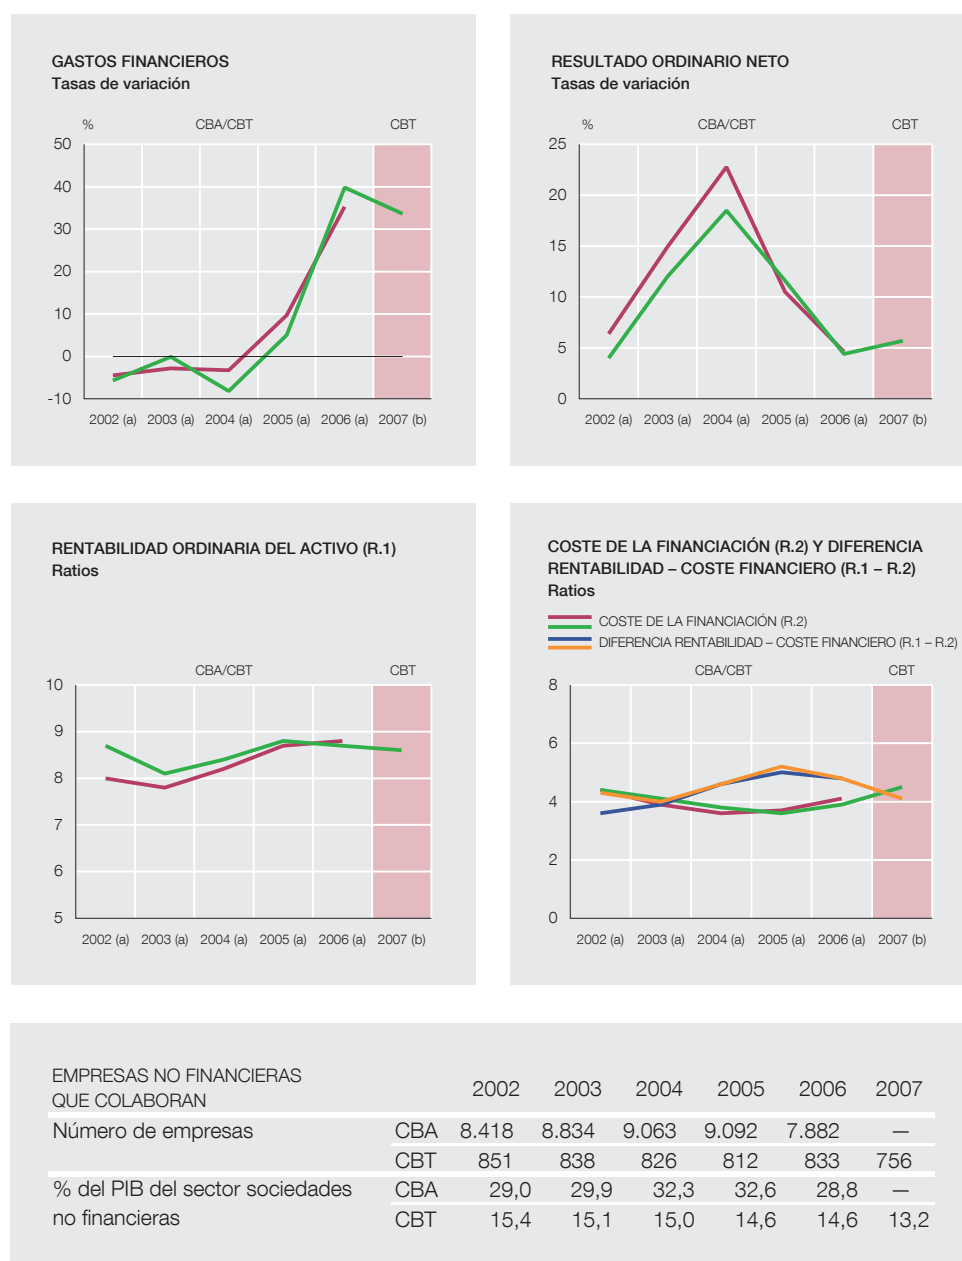 GASTOS FINANCIEROS
Tasas de variación
% CBA/CBT CBT
50
40
30
20
10
0
-10
2002 (a) 2003 (a) 2004 (a) 2005 (a) 2006 (a) 2007 (b)
RESULTADO ORDINARIO NETO
Tasas de variación
% CBA/CBT CBT
25
20
15
10
5
0
2002 (a) 2003 (a) 2004 (a) 2005 (a) 2006 (a) 2007 (b)
RENTABILIDAD ORDINARIA DEL ACTIVO (R.1)
Ratios
CBA/CBT CBT
10
9
8
7
6
5
2002 (a) 2003 (a) 2004 (a) 2005 (a) 2006 (a) 2007 (b)
COSTE DE LA FINANCIACIÓN (R.2) Y DIFERENCIA
RENTABILIDAD – COSTE FINANCIERO (R.1 – R.2)
Ratios
COSTE DE LA FINANCIACIÓN (R.2)
DIFERENCIA RENTABILIDAD – COSTE FINANCIERO (R.1 – R.2)
CBA/CBT CBT
8
6
4
2
0
2002 (a) 2003 (a) 2004 (a) 2005 (a) 2006 (a) 2007 (b)
EMPRESAS NO FINANCIERAS
QUE COLABORAN 2002 2003 2004 2005 2006 2007
Número de empresas CBA 8.418 8.834 9.063 9.092 7.882 —
CBT 851 838 826 812 833 756
% del PIB del sector sociedades CBA 29,0 29,9 32,3 32,6 28,8 —
no financieras CBT 15,4 15,1 15,0 14,6 14,6 13,2